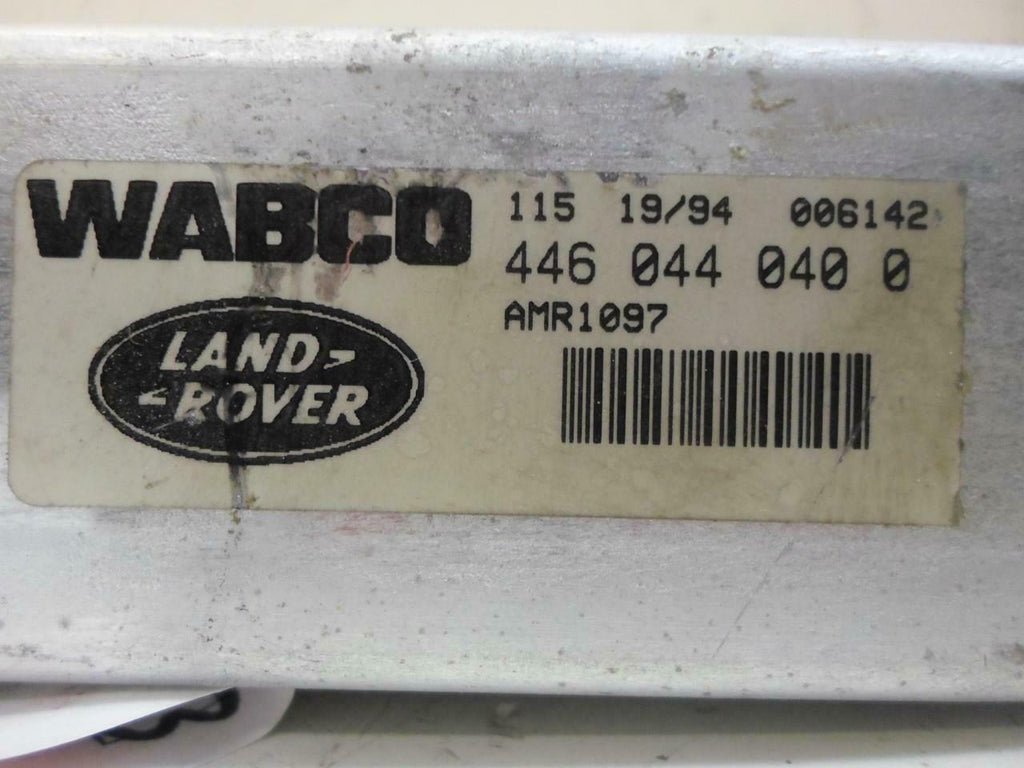 WABCO
115 19/94 006142
446 044 040 0
AMR1097
LAND
ROVER